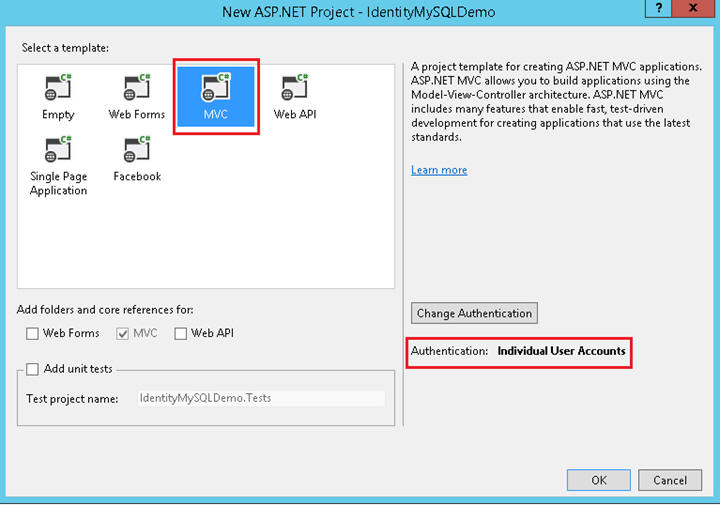 New ASP.NET Project - IdentityMySQLDemo
? x
Select a template:
C# C# C# C#
Empty Web Forms MVC Web API
C# C#
Single Page Facebook
Application
A project template for creating ASP.NET MVC applications.
ASP.NET MVC allows you to build applications using the
Model-View-Controller architecture. ASP.NET MVC
includes many features that enable fast, test-driven
development for creating applications that use the latest
standards.
Learn more
Add folders and core references for:
Web Forms MVC Web API
Add unit tests
Test project name: IdentityMySQLDemo.Tests
Change Authentication
Authentication: Individual User Accounts
OK Cancel